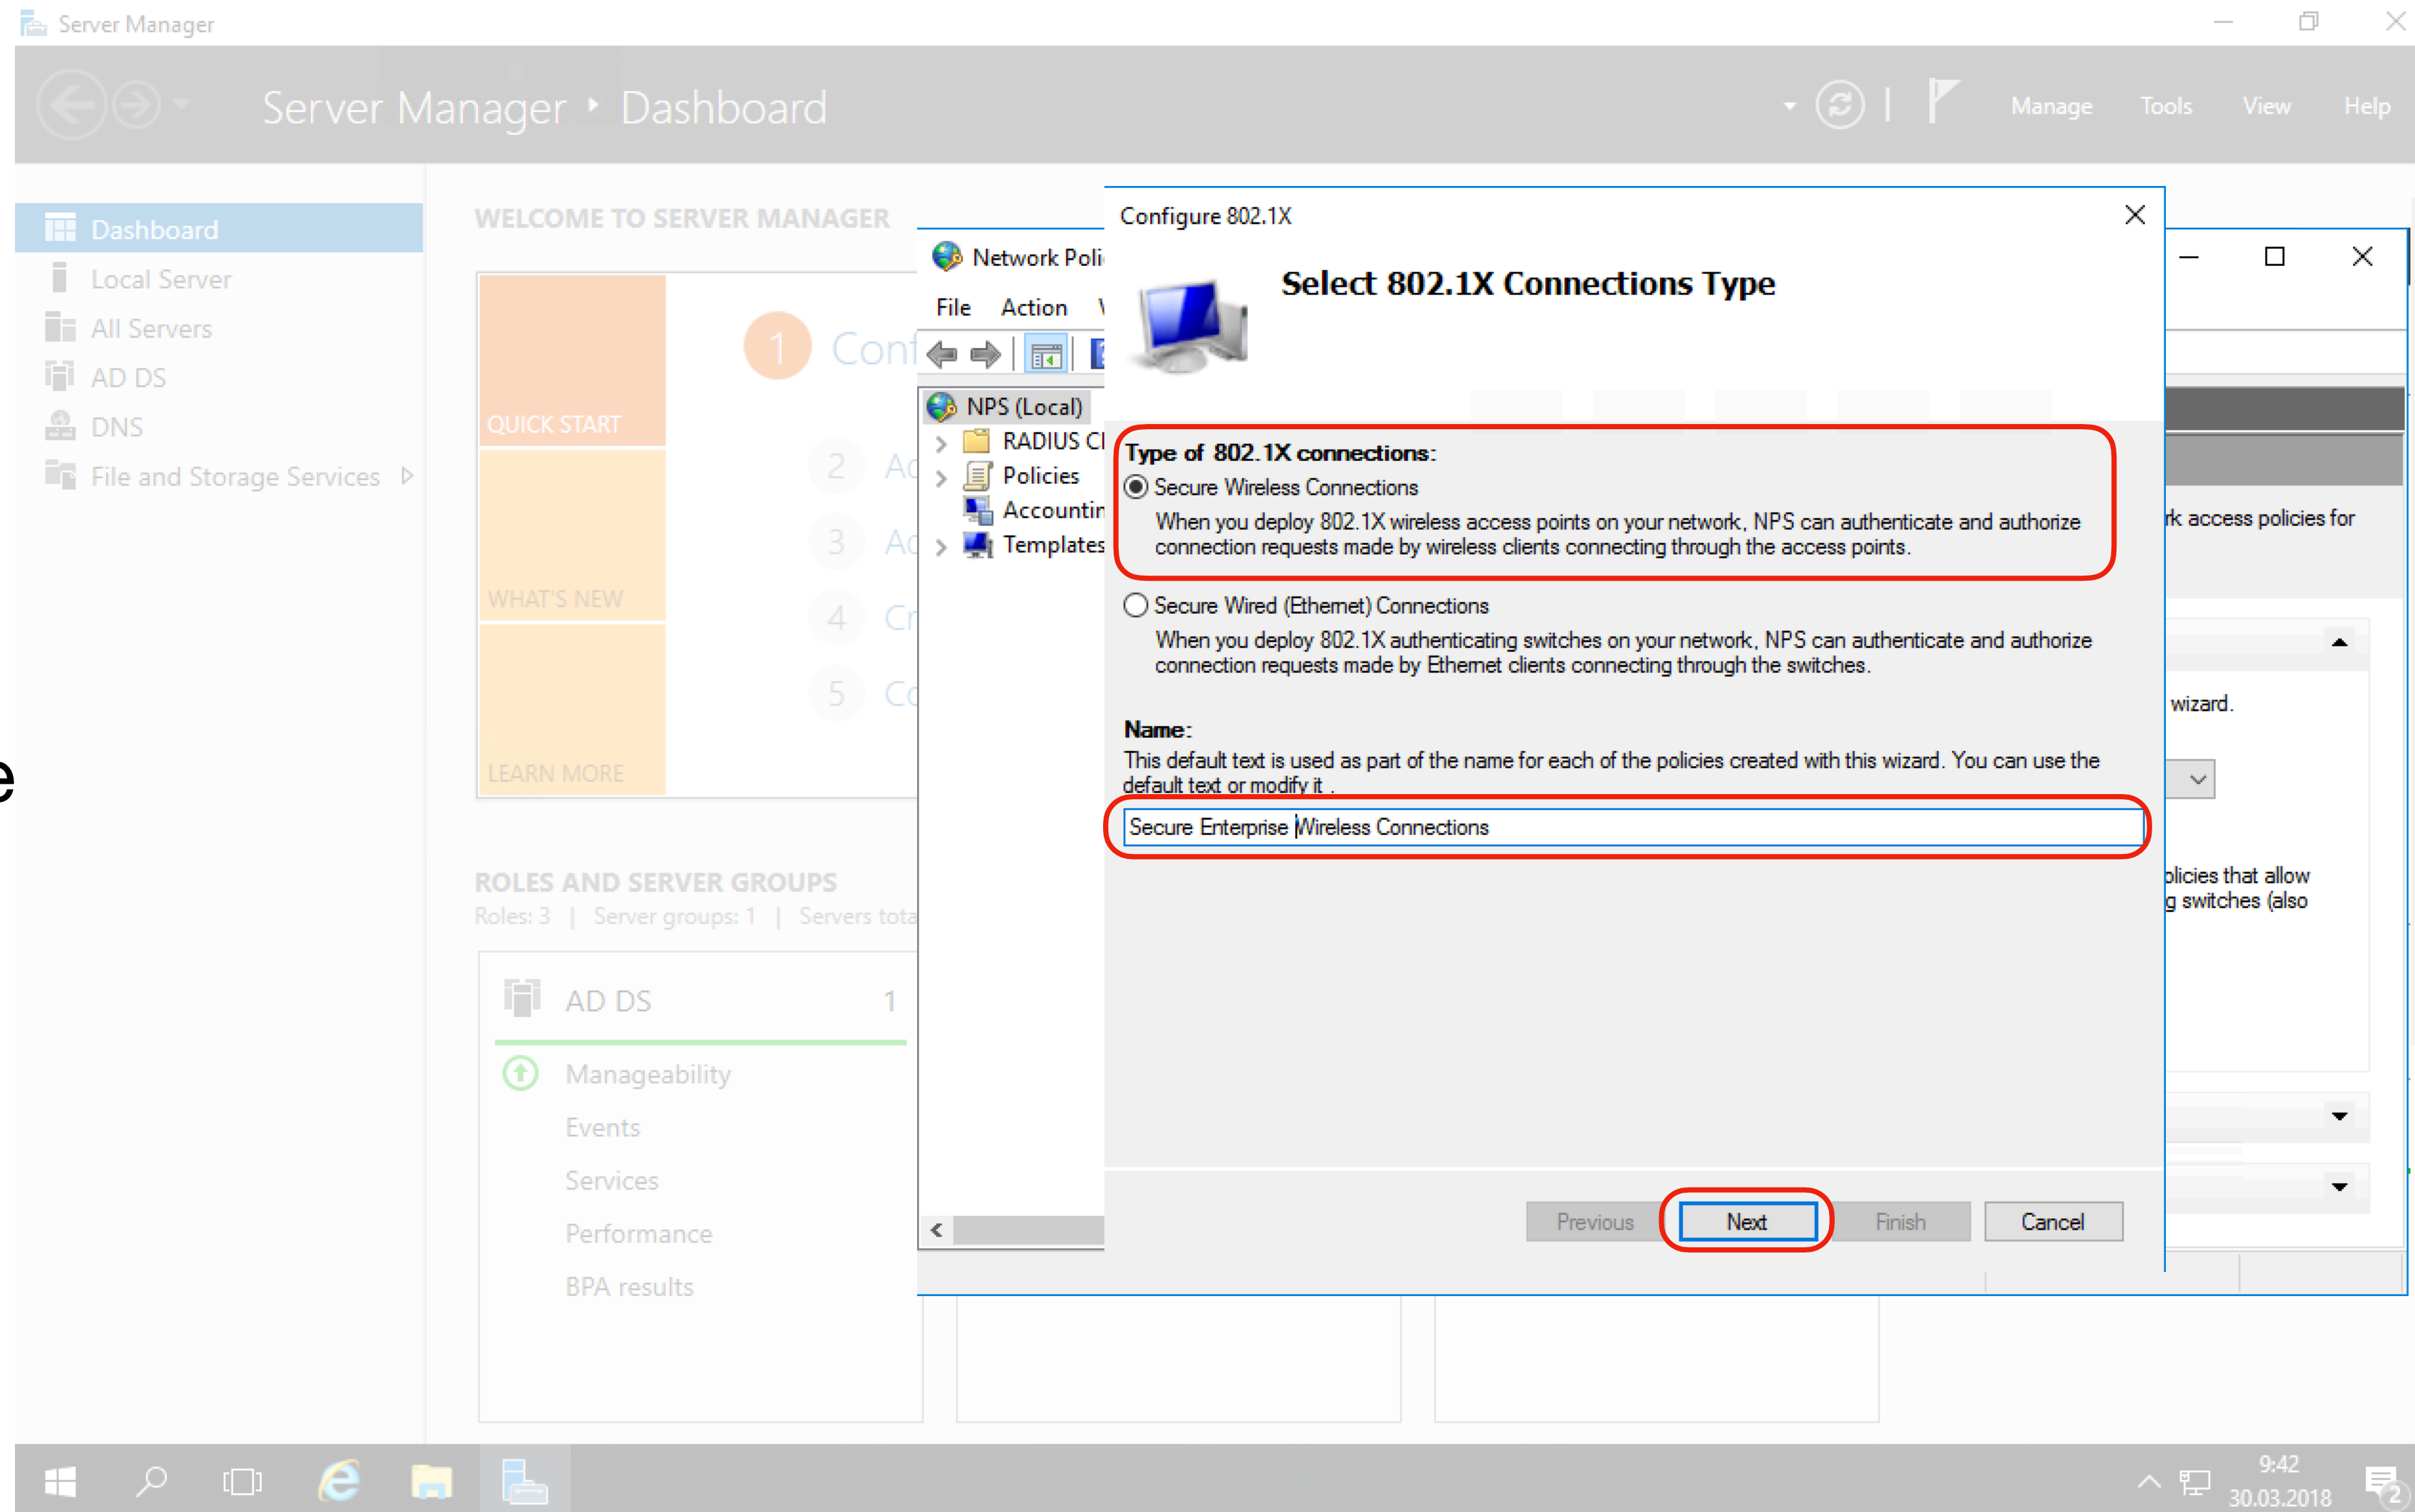 Server Manager
Server Manager • Dashboard
Manage Tools View Help
Dashboard
Local Server
All Servers
AD DS
DNS
File and Storage Services
WELCOME TO SERVER MANAGER
QUICK START
WHAT'S NEW
LEARN MORE
1 Conf
2 Ad
3 Ad
4 Cr
5 Co
e
ROLES AND SERVER GROUPS
Roles: 3 | Server groups: 1 | Servers tota
AD DS 1
Manageability
Events
Services
Performance
BPA results
Network Poli
File Action
NPS (Local)
RADIUS Cl
Policies
Accountin
Templates
Configure 802.1X
Select 802.1X Connections Type
Type of 802.1X connections:
Secure Wireless Connections
When you deploy 802.1X wireless access points on your network, NPS can authenticate and authorize
connection requests made by wireless clients connecting through the access points.
Secure Wired (Ethernet) Connections
When you deploy 802.1X authenticating switches on your network, NPS can authenticate and authorize
connection requests made by Ethernet clients connecting through the switches.
Name:
This default text is used as part of the name for each of the policies created with this wizard. You can use the
default text or modify it .
Secure Enterprise Wireless Connections
Previous Next Finish Cancel
rk access policies for
wizard.
olicies that allow
g switches (also
9:42
30.03.2018
2